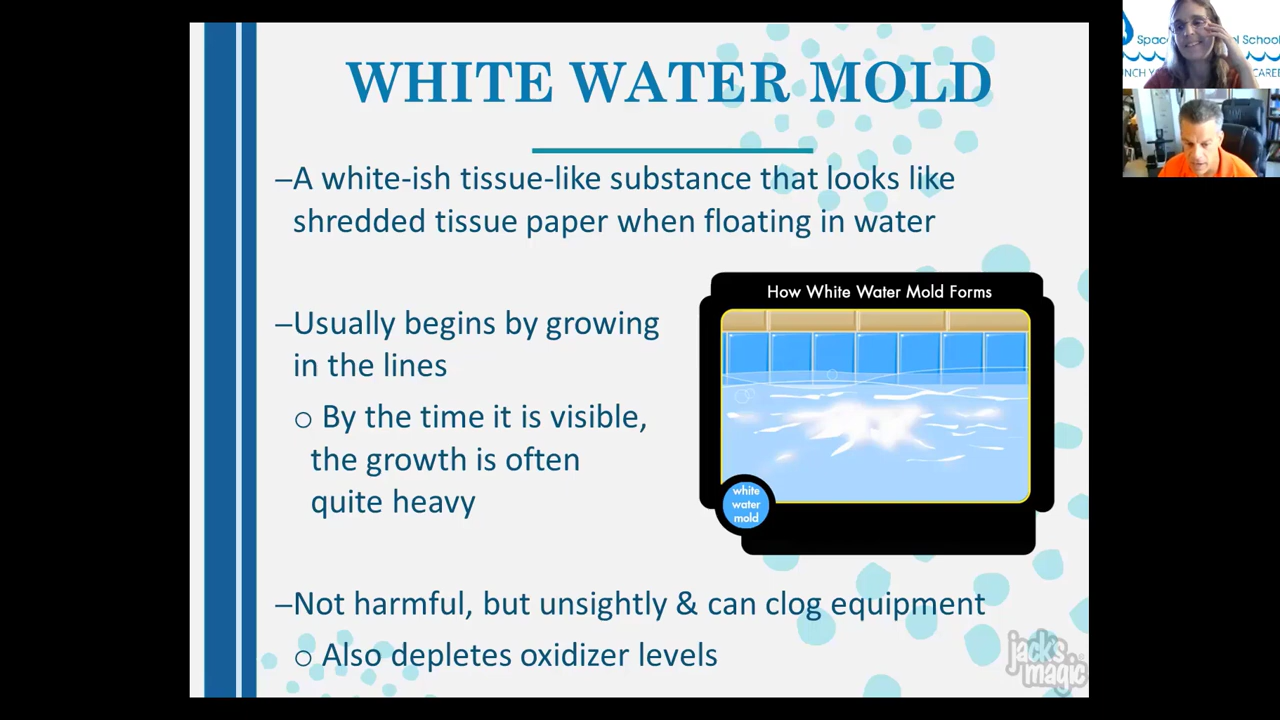 WHITE WATER MOLD
–A white-ish tissue-like substance that looks like
shredded tissue paper when floating in water
–Usually begins by growing
in the lines
o By the time it is visible,
the growth is often
quite heavy
How White Water Mold Forms
white
water
mold
–Not harmful, but unsightly & can clog equipment
o Also depletes oxidizer levels
jack's
magic
School